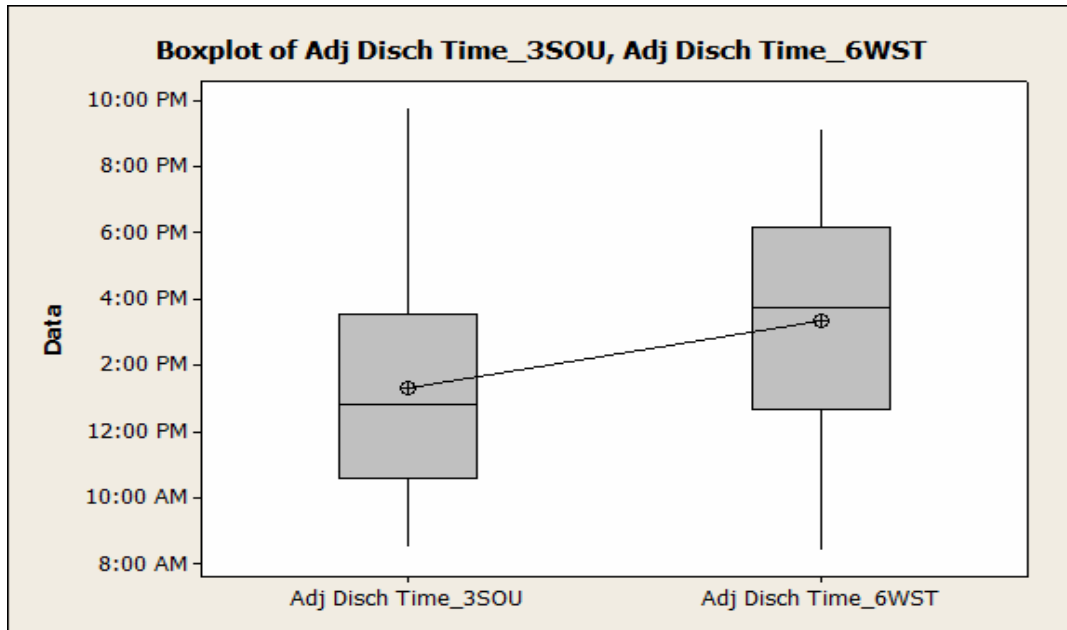 Boxplot of Adj Disch Time_3SOU, Adj Disch Time_6WST
10:00 PM
8:00 PM
6:00 PM
4:00 PM
2:00 PM
12:00 PM
10:00 AM
8:00 AM
Data
Adj Disch Time_3SOU
Adj Disch Time_6WST